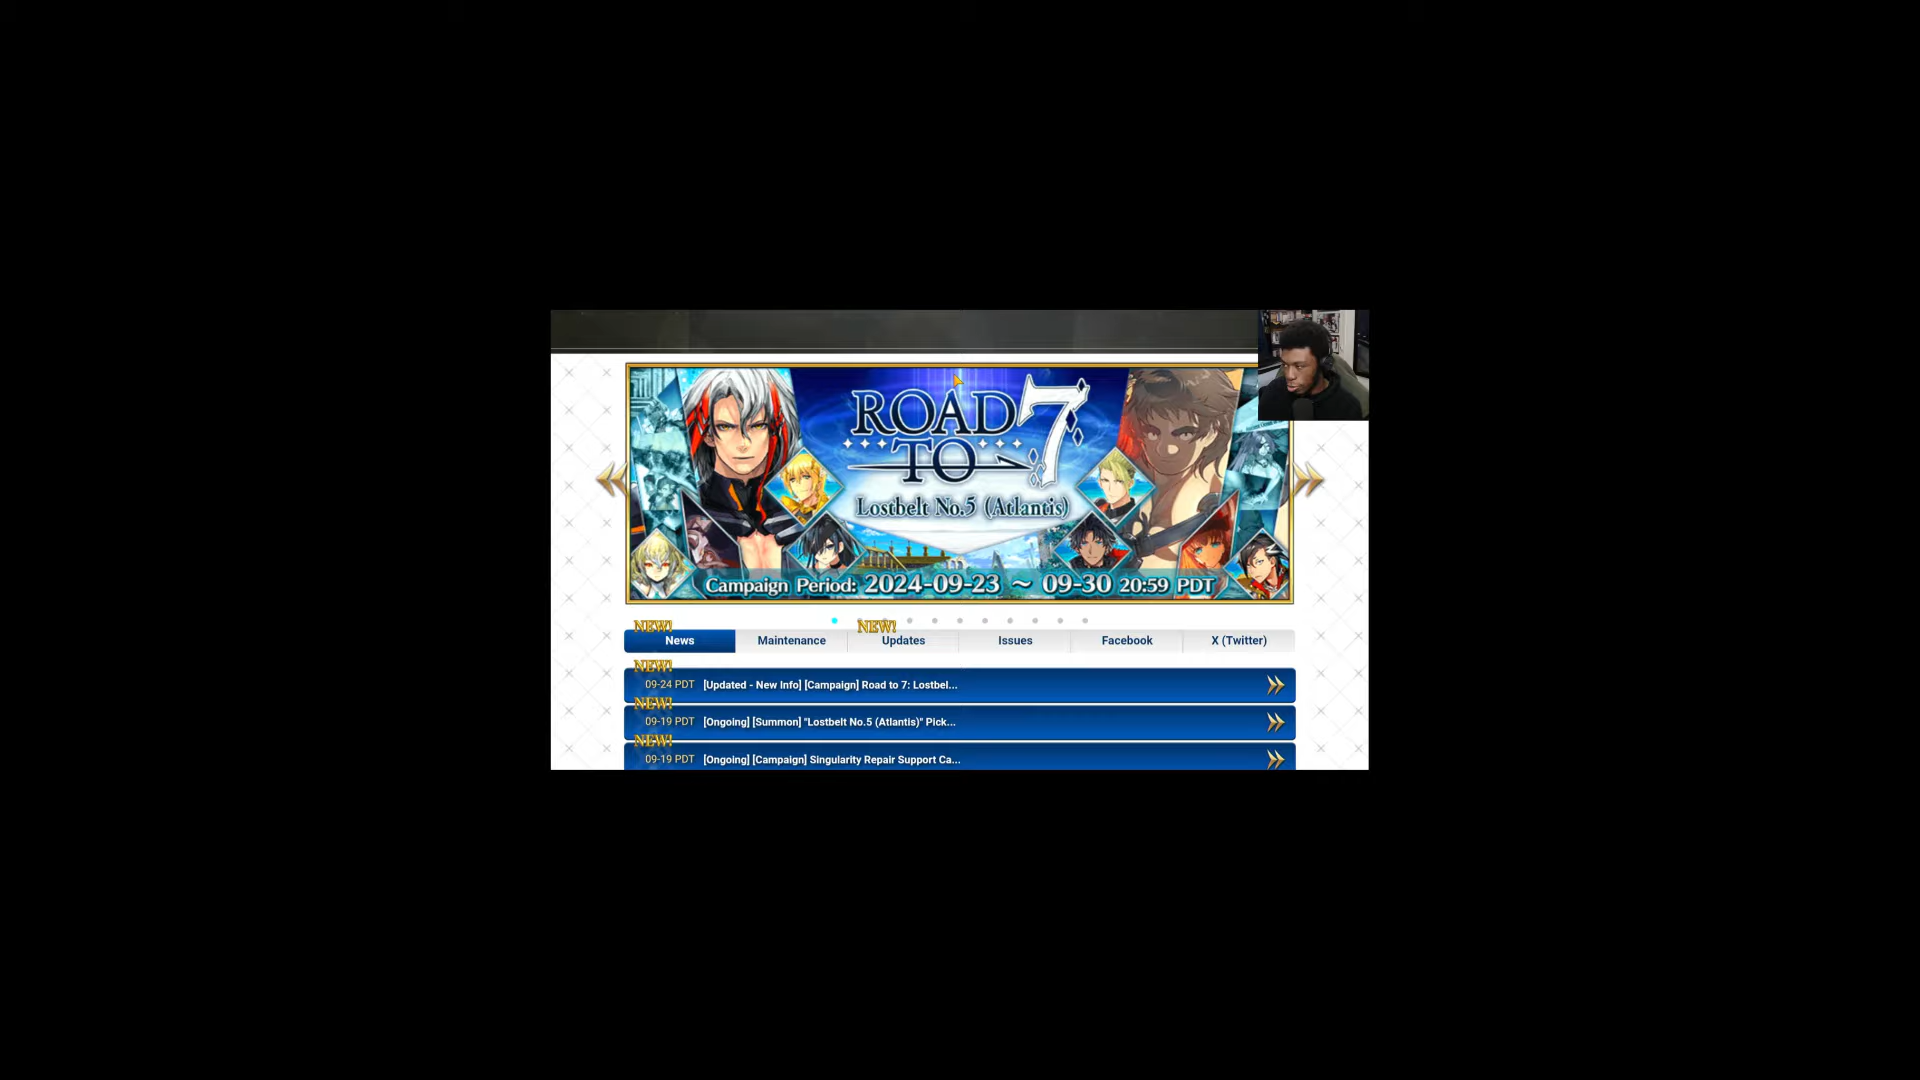 ROAD
TO 7
Lostbelt No.5 (Atlantis)
Campaign Period: 2024-09-23 ~ 09-30 20:59 PDT
NEW! NEW!
News Maintenance Updates Issues Facebook X (Twitter)
NEW!
09-24 PDT [Updated - New Info] [Campaign] Road to 7: Lostbel...
NEW!
09-19 PDT [Ongoing] [Summon] "Lostbelt No.5 (Atlantis)" Pick...
NEW!
09-19 PDT [Ongoing] [Campaign] Singularity Repair Support Ca...